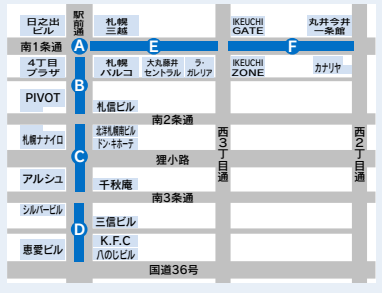 日之出
ビル
駅前通
札幌
三越
IKEUCHI
GATE
丸井今井
一条館
南1条通
A
E
F
4丁目
プラザ
札幌
パルコ
大丸藤井
セントラル
ラ・
ガレリア
IKEUCHI
ZONE
カナリヤ
B
PIVOT
札信ビル
南2条通
西3丁目通
西2丁目通
札幌ナナイロ
北洋札幌南ビル
ドン・キホーテ
C
狸小路
アルシュ
千秋庵
南3条通
シルバービル
三信ビル
D
恵愛ビル
K.F.C
八のじビル
国道36号